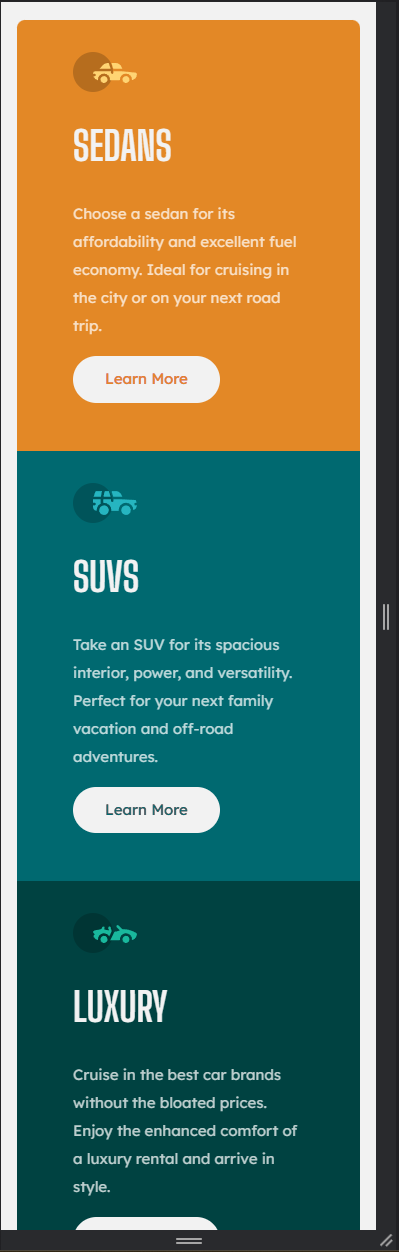 SEDANS
Choose a sedan for its
affordability and excellent fuel
economy. Ideal for cruising in
the city or on your next road
trip.
Learn More
SUVS
Take an SUV for its spacious
interior, power, and versatility.
Perfect for your next family
vacation and off-road
adventures.
Learn More
LUXURY
Cruise in the best car brands
without the bloated prices.
Enjoy the enhanced comfort of
a luxury rental and arrive in
style.